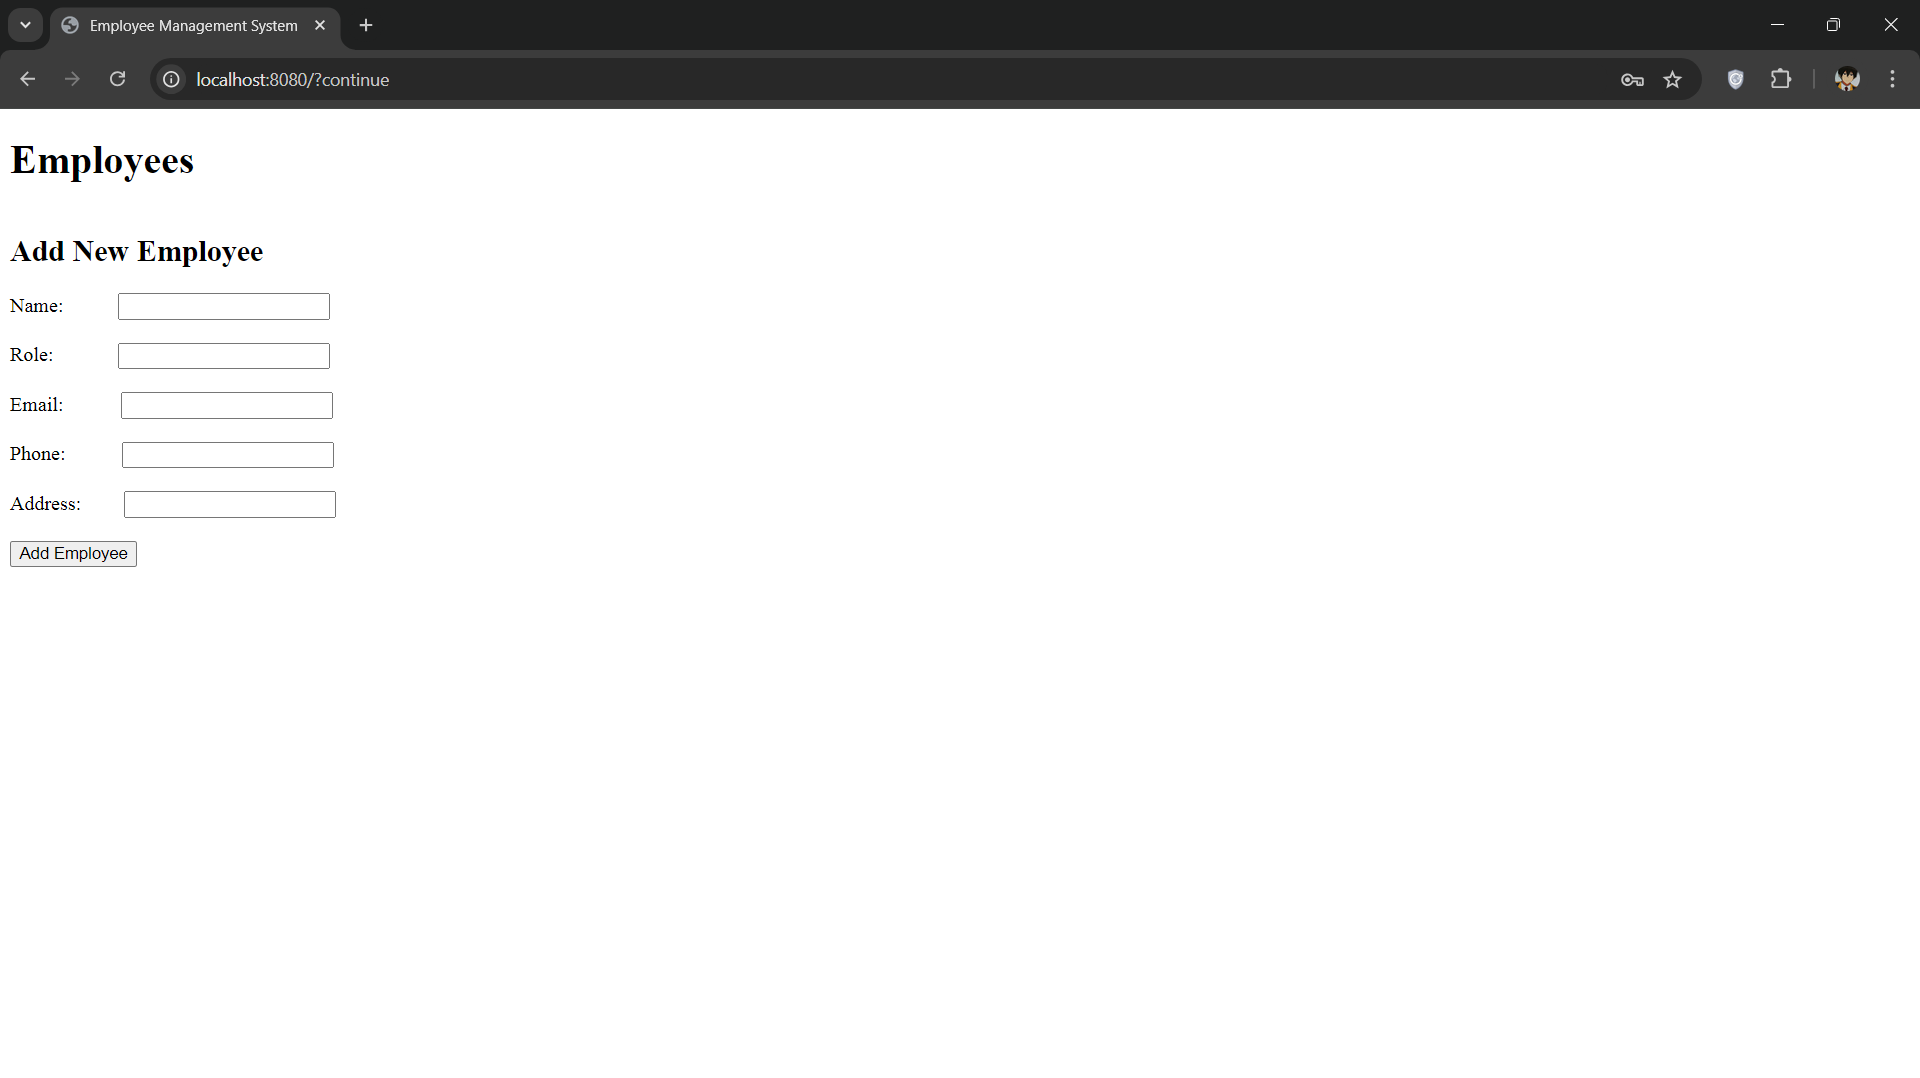 Employee Management System
localhost:8080/?continue
Employees
Add New Employee
Name:
Role:
Email:
Phone:
Address:
Add Employee